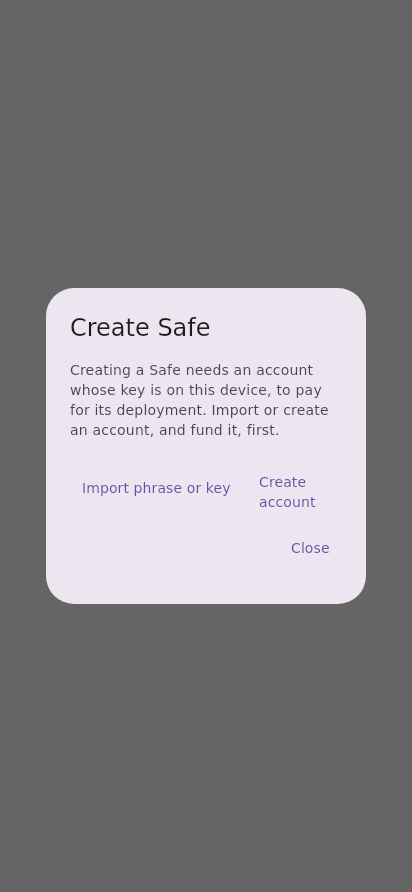 Create Safe
Creating a Safe needs an account
whose key is on this device, to pay
for its deployment. Import or create
an account, and fund it, first.
Import phrase or key
Create
account
Close